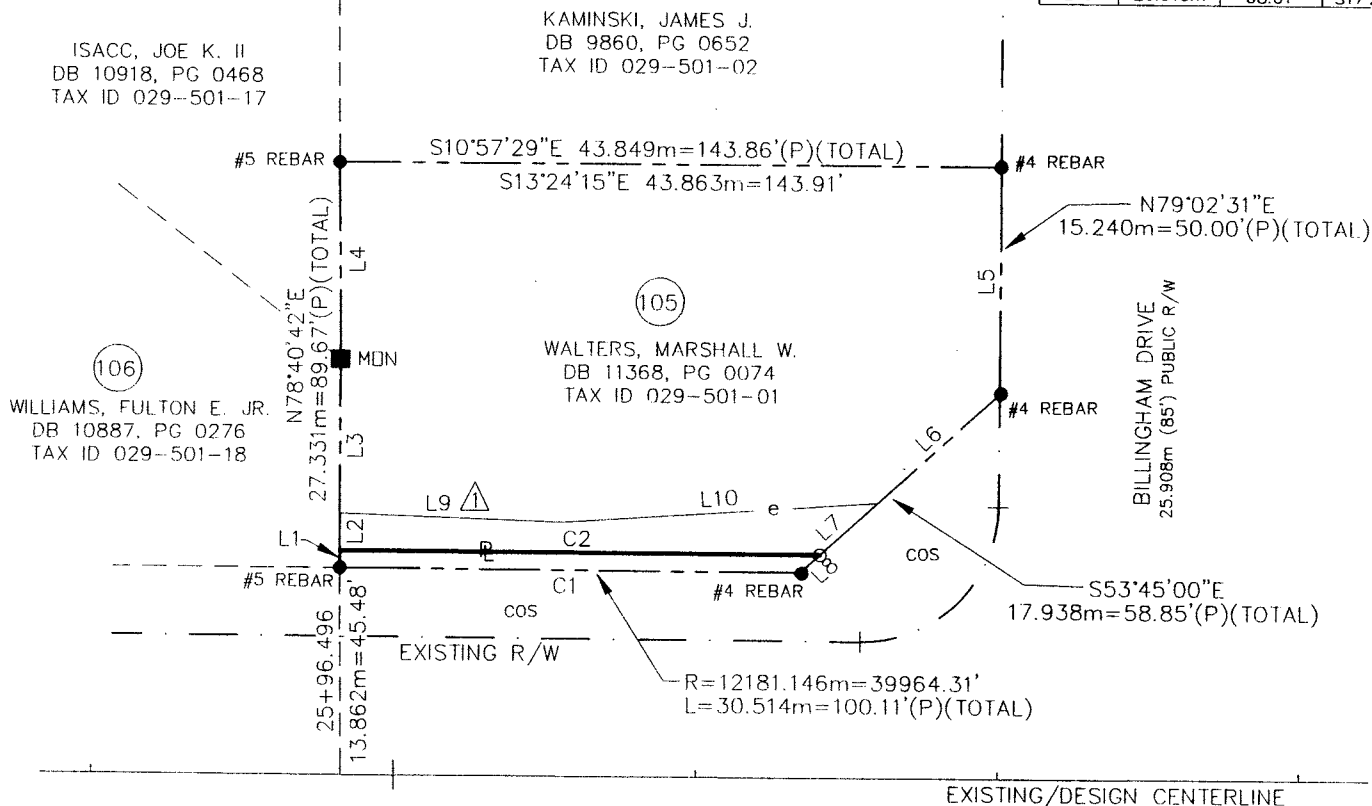 KAMINSKI, JAMES J.
DB 9860, PG 0652
TAX ID 029-501-02
ISACC, JOE K. II
DB 10918, PG 0468
TAX ID 029-501-17
#5 REBAR
S10°57'29"E 43.849m=143.86'(P)(TOTAL)
S13°24'15"E 43.863m=143.91'
#4 REBAR
N79°02'31"E
15.240m=50.00'(P)(TOTAL)
N78°40'42"E
27.331m=89.67'(P)(TOTAL)
L4
L5
105
WALTERS, MARSHALL W.
DB 11368, PG 0074
TAX ID 029-501-01
BILLINGHAM DRIVE
25.908m (85') PUBLIC R/W
MON
106
WILLIAMS, FULTON E. JR.
DB 10887, PG 0276
TAX ID 029-501-18
#4 REBAR
L3
L6
L9 1
L10
e
L7
L1
L2
PL
C2
L8
cos
#5 REBAR
C1
#4 REBAR
cos
S53°45'00"E
17.938m=58.85'(P)(TOTAL)
EXISTING R/W
25+96.496
13.862m=45.48'
R=12181.146m=39964.31'
L=30.514m=100.11'(P)(TOTAL)
EXISTING/DESIGN CENTERLINE